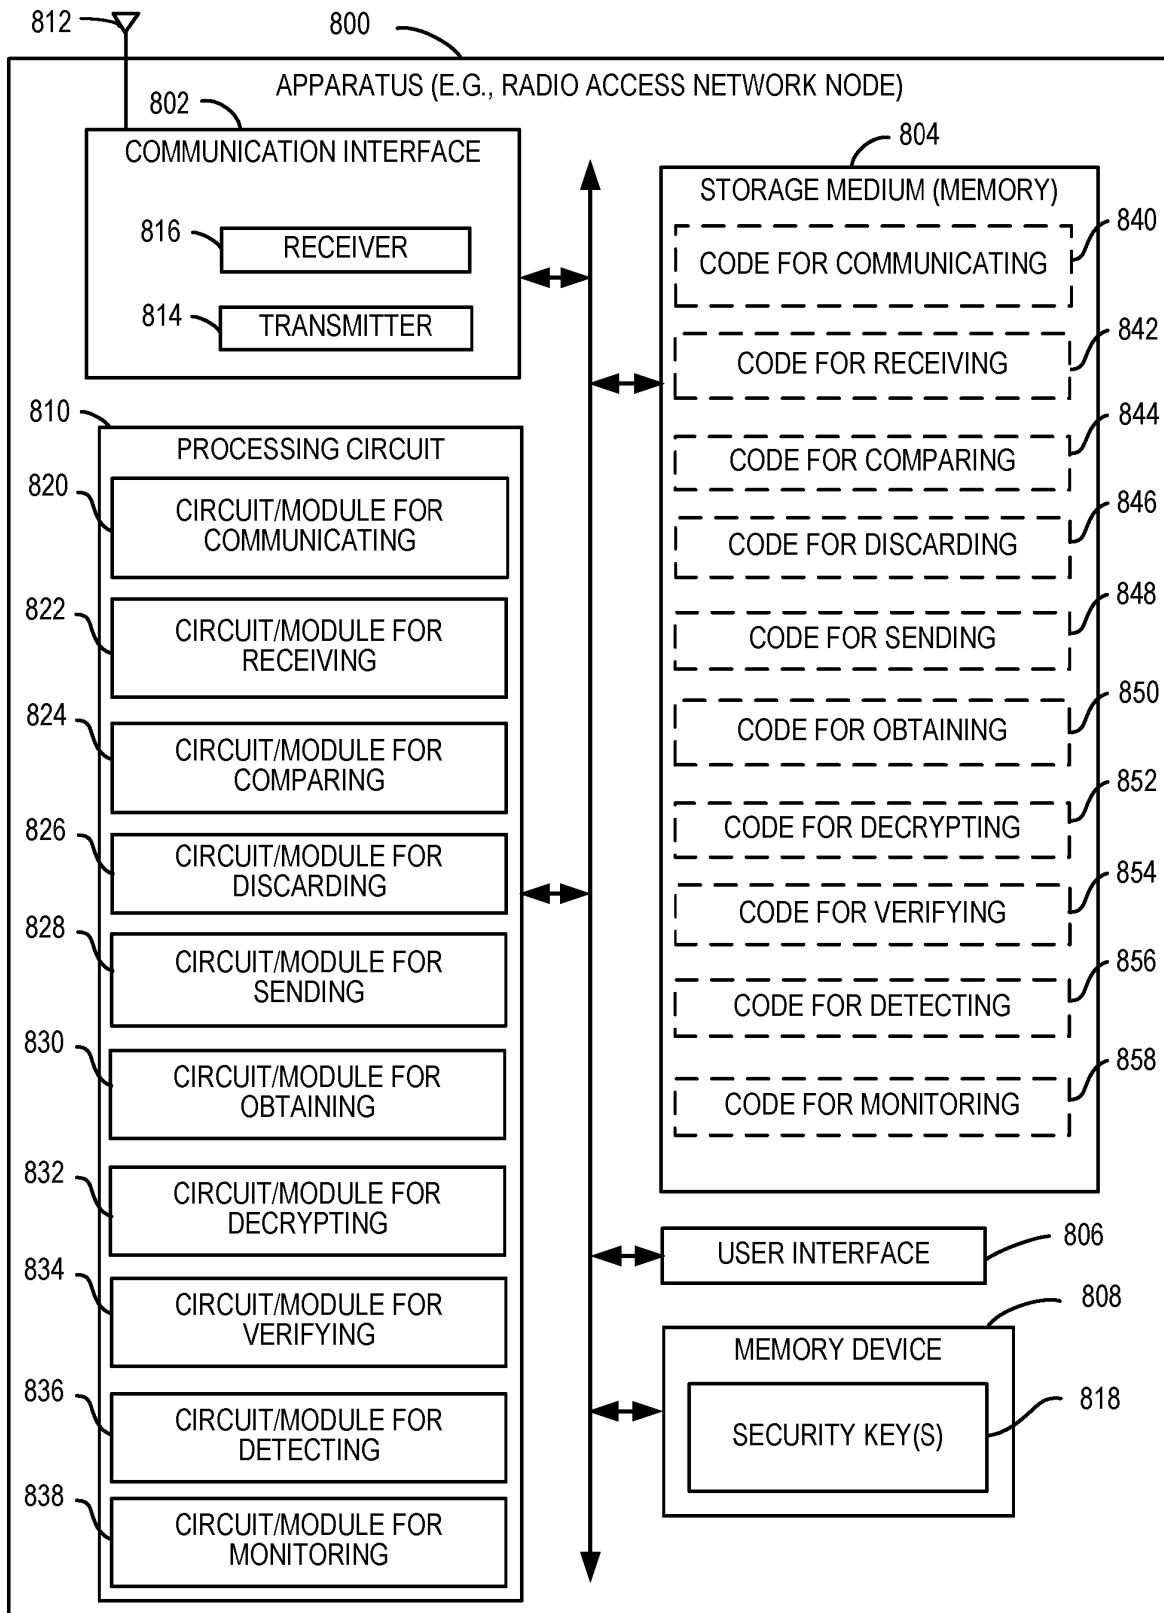 812
800
APPARATUS (E.G., RADIO ACCESS NETWORK NODE)
802
COMMUNICATION INTERFACE
816
RECEIVER
814
TRANSMITTER
810
PROCESSING CIRCUIT
820
CIRCUIT/MODULE FOR
COMMUNICATING
822
CIRCUIT/MODULE FOR
RECEIVING
824
CIRCUIT/MODULE FOR
COMPARING
826
CIRCUIT/MODULE FOR
DISCARDING
828
CIRCUIT/MODULE FOR
SENDING
830
CIRCUIT/MODULE FOR
OBTAINING
832
CIRCUIT/MODULE FOR
DECRYPTING
834
CIRCUIT/MODULE FOR
VERIFYING
836
CIRCUIT/MODULE FOR
DETECTING
838
CIRCUIT/MODULE FOR
MONITORING
804
STORAGE MEDIUM (MEMORY)
840
CODE FOR COMMUNICATING
842
CODE FOR RECEIVING
844
CODE FOR COMPARING
846
CODE FOR DISCARDING
848
CODE FOR SENDING
850
CODE FOR OBTAINING
852
CODE FOR DECRYPTING
854
CODE FOR VERIFYING
856
CODE FOR DETECTING
858
CODE FOR MONITORING
806
USER INTERFACE
808
MEMORY DEVICE
818
SECURITY KEY(S)